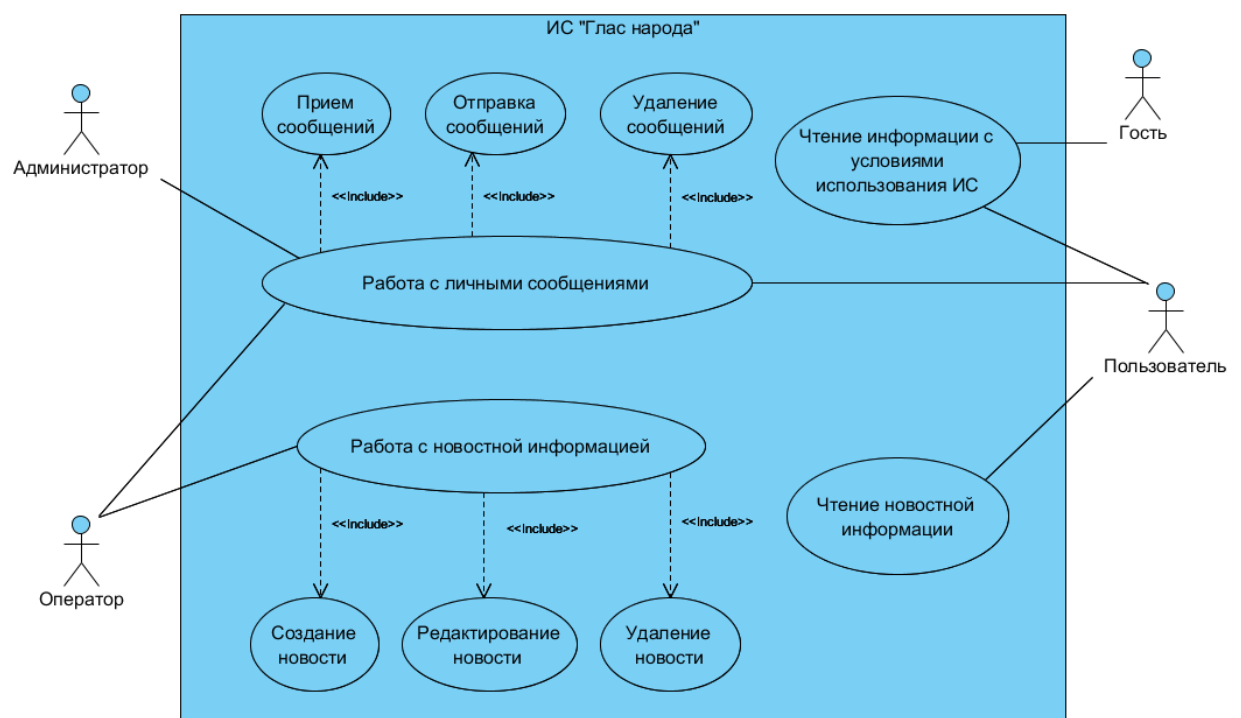 ИС "Глас народа"
Прием
сообщений
Отправка
сообщений
Удаление
сообщений
Чтение информации с
условиями
использования ИС
Гость
Администратор
<<Include>>
<<Include>>
<<Include>>
Работа с личными сообщениями
Пользователь
Работа с новостной информацией
Чтение новостной
информации
<<Include>>
<<Include>>
<<Include>>
Оператор
Создание
новости
Редактирование
новости
Удаление
новости